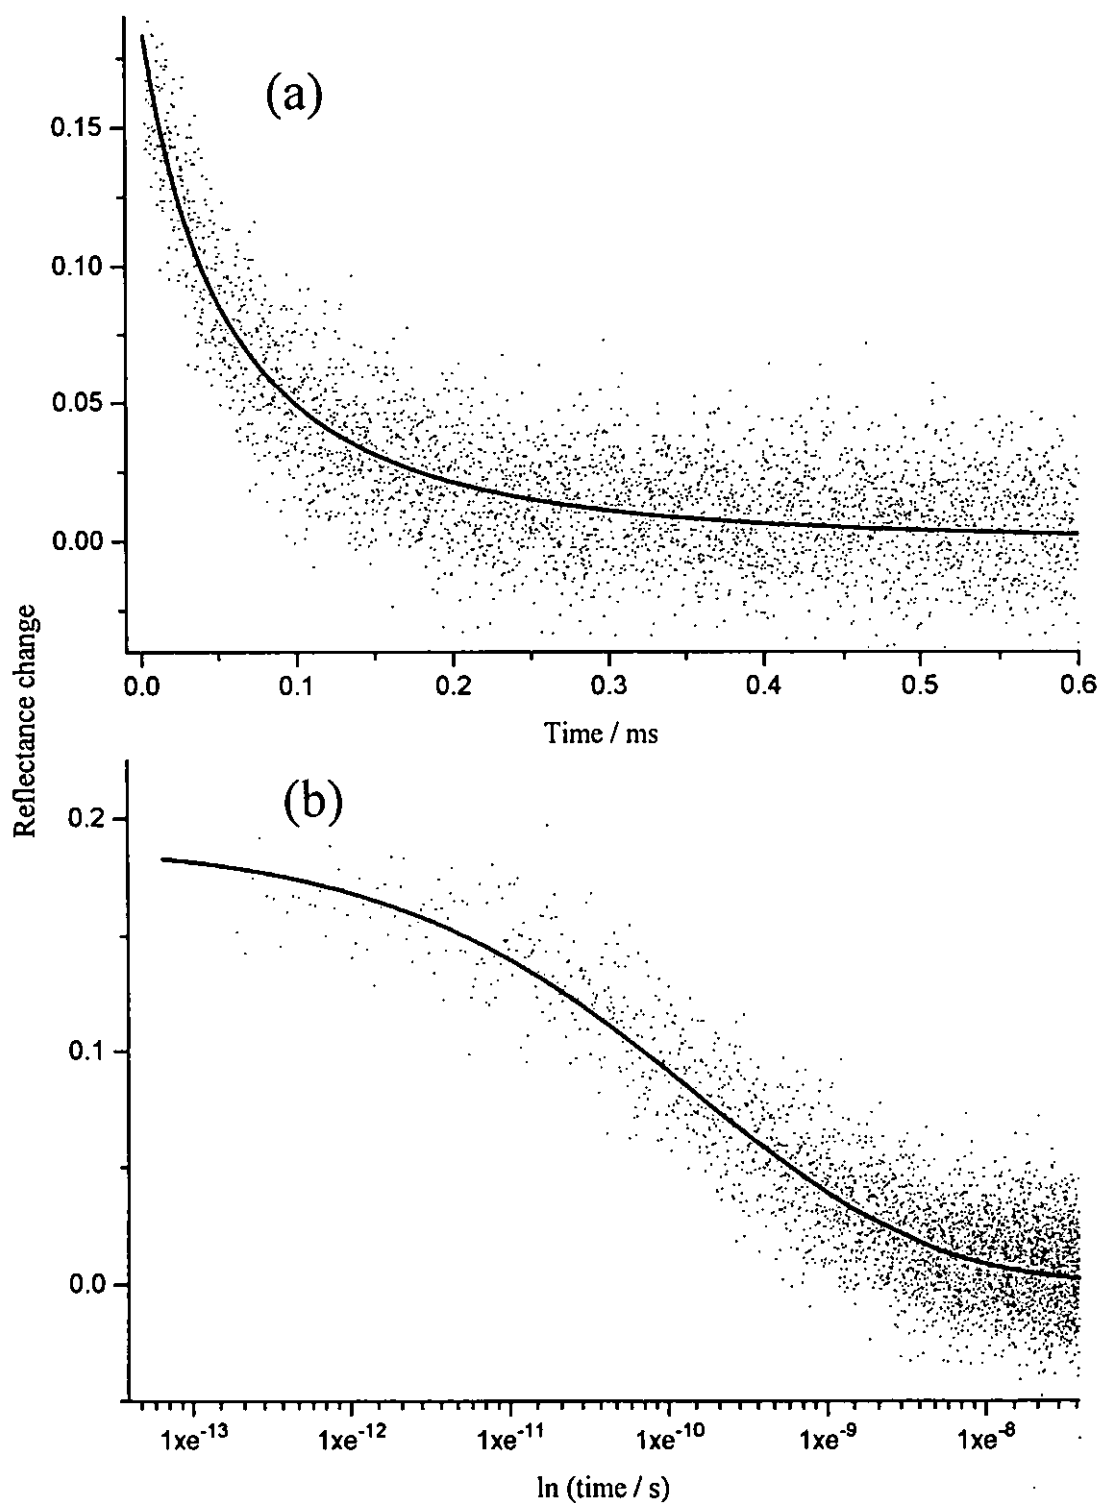 (a)
0.15
0.10
0.05
0.00
0.0 0.1 0.2 0.3 0.4 0.5 0.6
Time / ms
Reflectance change
(b)
0.2
0.1
0.0
1xe⁻¹³ 1xe⁻¹² 1xe⁻¹¹ 1xe⁻¹⁰ 1xe⁻⁹ 1xe⁻⁸
ln (time / s)